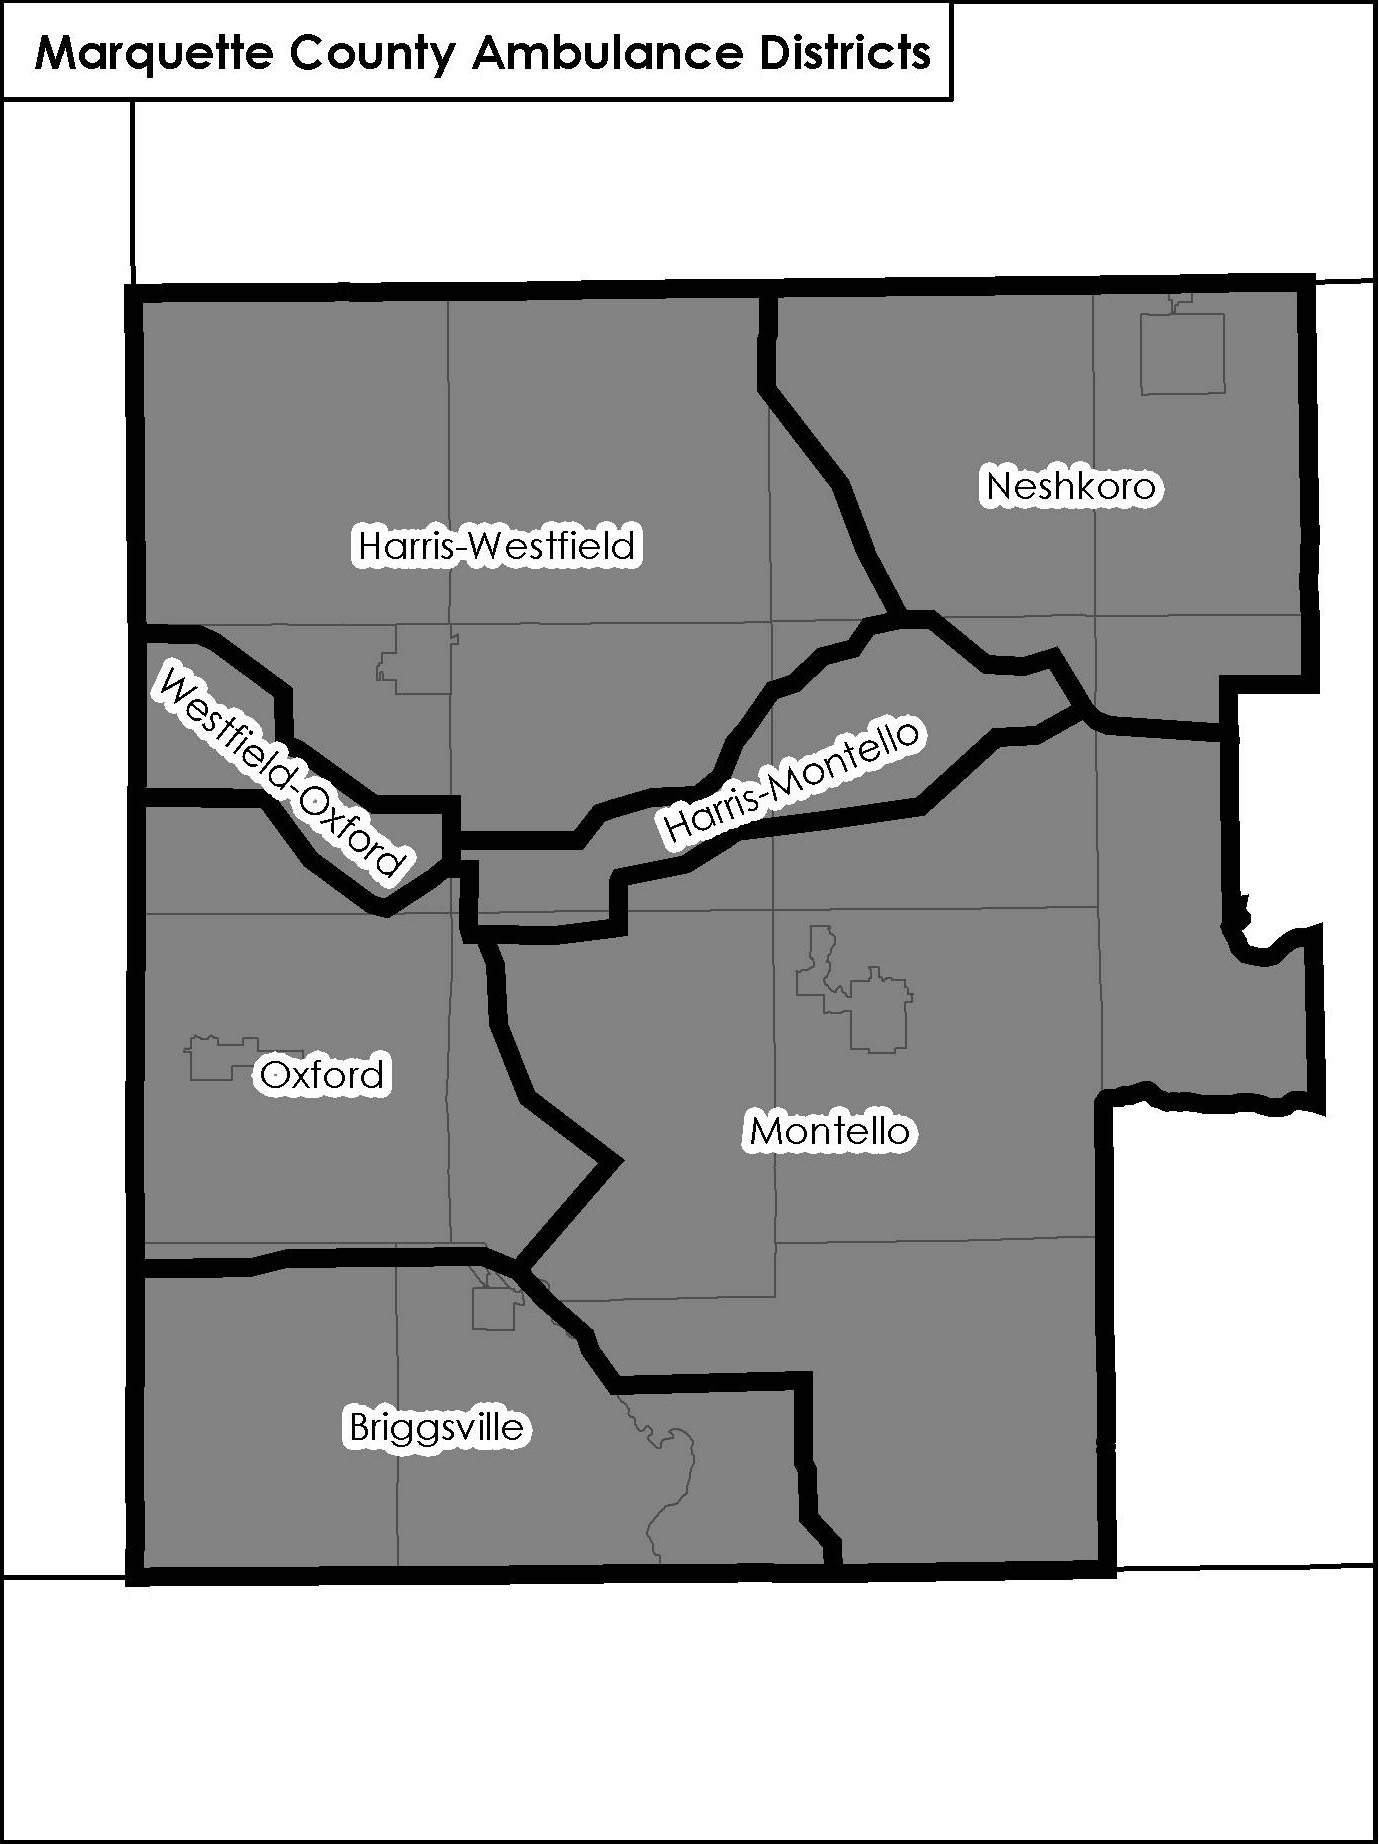 Marquette County Ambulance Districts
Neshkoro
Harris-Westfield
Westfield-Oxford
Harris-Montello
Oxford
Montello
Briggsville